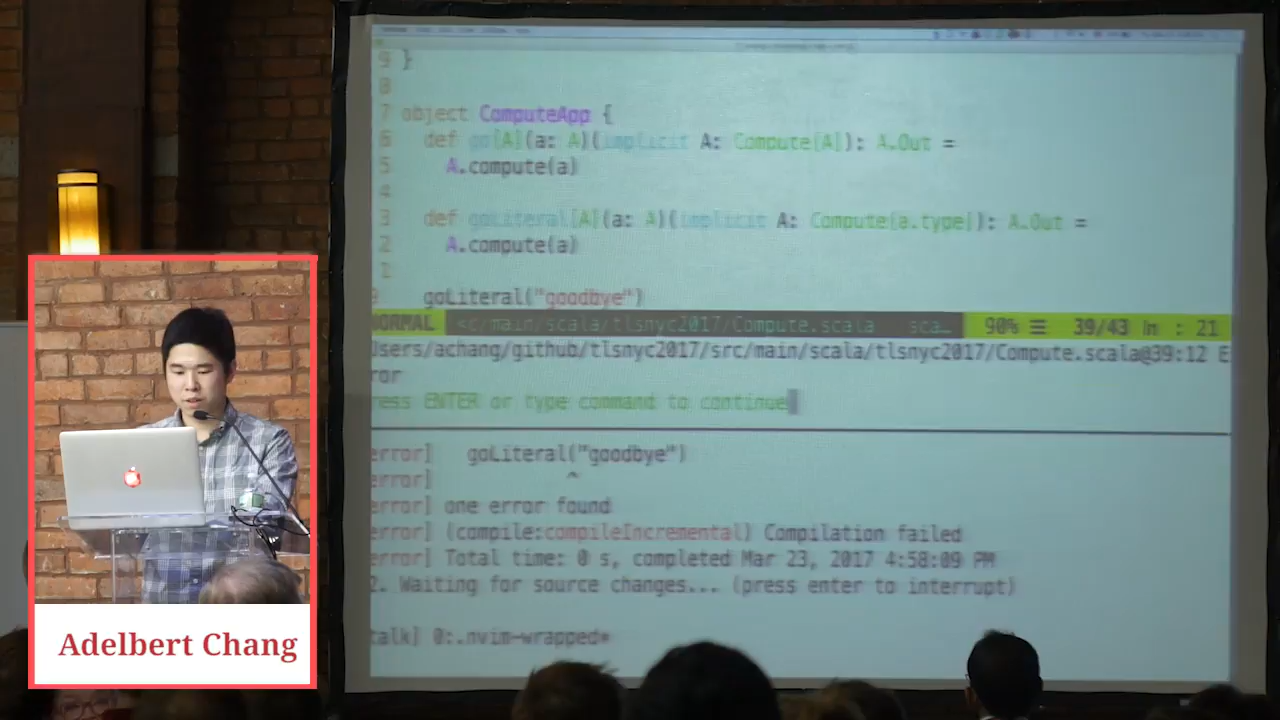 9 }
8
7 object ComputeApp {
6 def go[A](a: A)(implicit A: Compute[A]): A.Out =
5 A.compute(a)
4
3 def goLiteral[A](a: A)(implicit A: Compute[a.type]): A.Out =
2 A.compute(a)
1
goLiteral("goodbye")
NORMAL <c/main/scala/tlsnyc2017/Compute.scala sca… 90% ☰ 39/43 ln : 21
Users/achang/github/tlsnyc2017/src/main/scala/tlsnyc2017/Compute.scala@39:12 E
ror
ress ENTER or type command to continue
error] goLiteral("goodbye")
error] ^
error] one error found
error] (compile:compileIncremental) Compilation failed
error] Total time: 0 s, completed Mar 23, 2017 4:58:09 PM
2. Waiting for source changes... (press enter to interrupt)
talk] 0:.nvim-wrapped*
Adelbert Chang